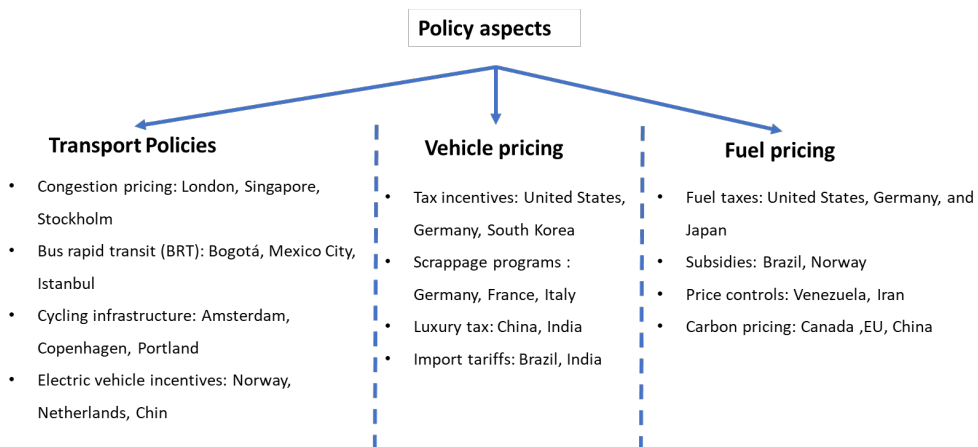 Policy aspects
Transport Policies
• Congestion pricing: London, Singapore,
Stockholm
• Bus rapid transit (BRT): Bogotá, Mexico City,
Istanbul
• Cycling infrastructure: Amsterdam,
Copenhagen, Portland
• Electric vehicle incentives: Norway,
Netherlands, Chin
Vehicle pricing
• Tax incentives: United States,
Germany, South Korea
• Scrappage programs :
Germany, France, Italy
• Luxury tax: China, India
• Import tariffs: Brazil, India
Fuel pricing
• Fuel taxes: United States, Germany, and
Japan
• Subsidies: Brazil, Norway
• Price controls: Venezuela, Iran
• Carbon pricing: Canada ,EU, China